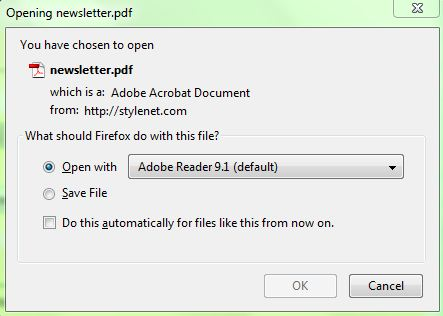 Opening newsletter.pdf
You have chosen to open
newsletter.pdf
which is a: Adobe Acrobat Document
from: http://stylenet.com
What should Firefox do with this file?
Open with Adobe Reader 9.1 (default)
Save File
Do this automatically for files like this from now on.
OK Cancel